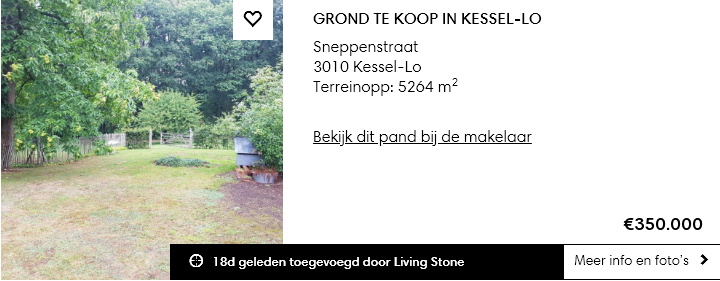 GROND TE KOOP IN KESSEL-LO
Sneppenstraat
3010 Kessel-Lo
Terreinopp: 5264 m²
Bekijk dit pand bij de makelaar
€350.000
18d geleden toegevoegd door Living Stone
Meer info en foto's